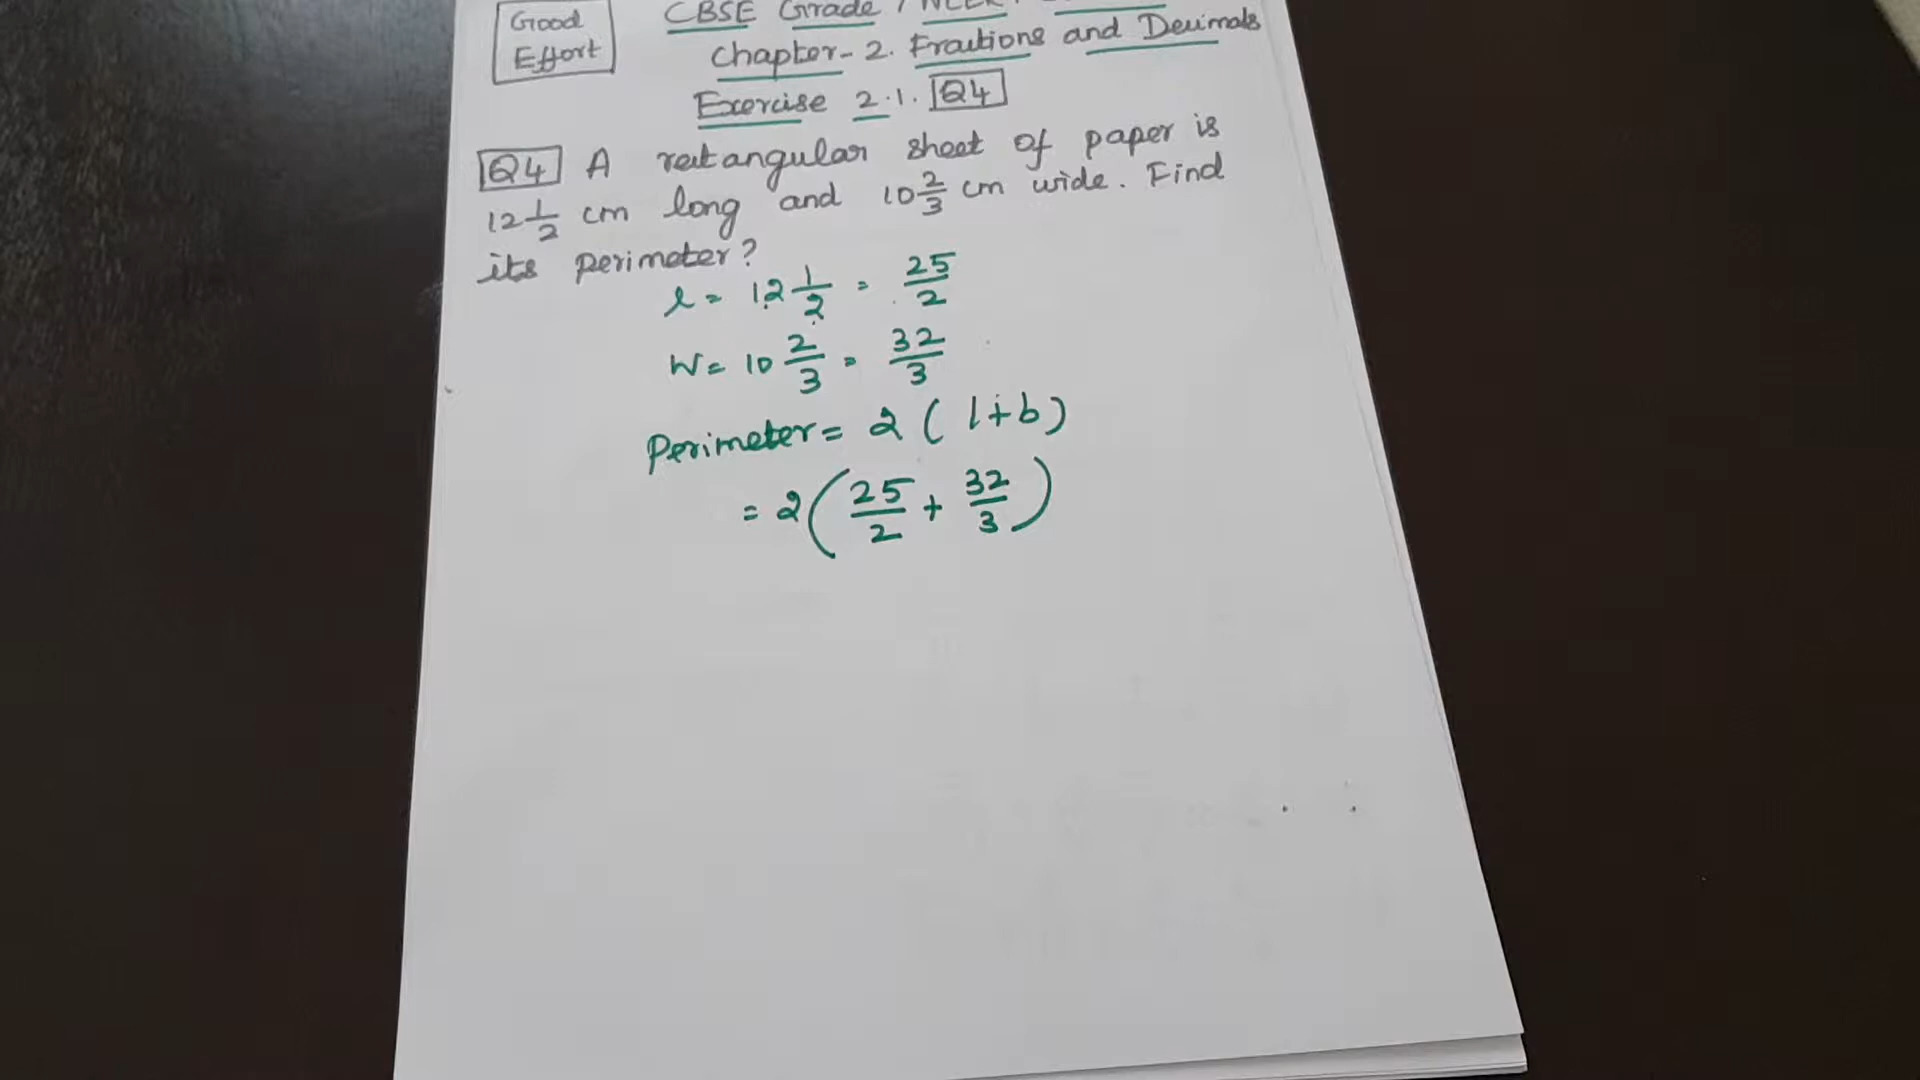 Good
Effort
CBSE Grade 7
Chapter-2. Fractions and Decimals
Exercise 2.1. Q4
Q4 A rectangular sheet of paper is
12 1/2 cm long and 10 2/3 cm wide. Find
its perimeter?
l = 12 1/2 = 25/2
W = 10 2/3 = 32/3
Perimeter = 2 ( l+b)
= 2 ( 25/2 + 32/3 )